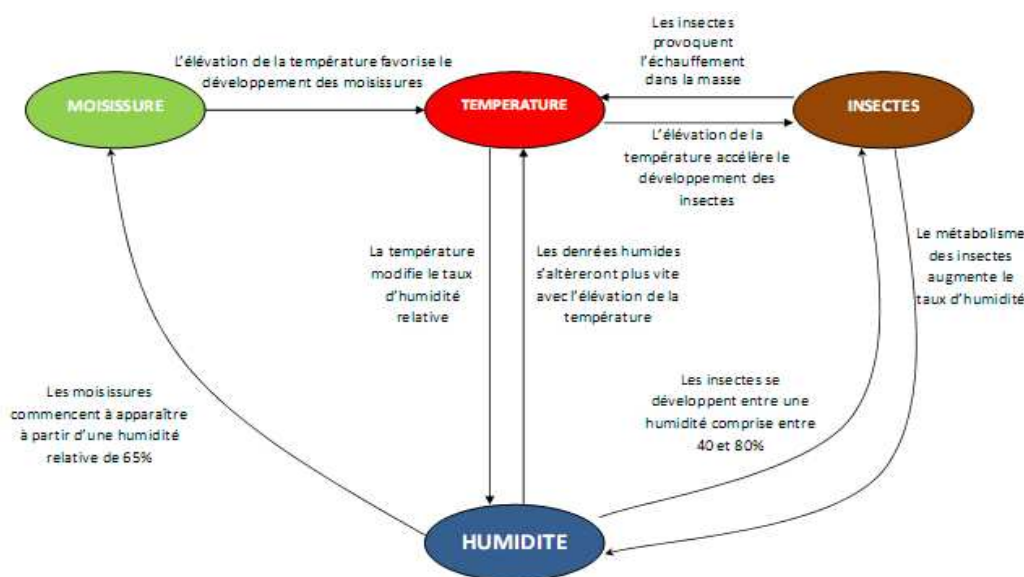 Les insectes
provoquent
l'échauffement
dans la masse
L'élévation de la température favorise le
développement des moisissures
MOISISSURE
TEMPERATURE
INSECTES
L'élévation de la
température accélère le
développement des
insectes
La température
modifie le taux
d'humidité
relative
Les denrées humides
s'altèreront plus vite
avec l'élévation de la
température
Le métabolisme
des insectes
augmente le
taux d'humidité
Les moisissures
commencent à apparaître
à partir d'une humidité
relative de 65%
Les insectes se
développent entre une
humidité comprise entre
40 et 80%
HUMIDITE